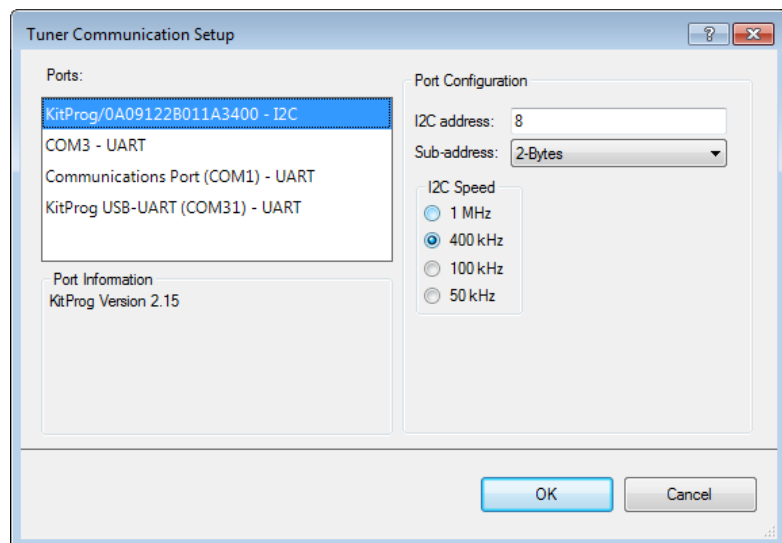 Tuner Communication Setup
Ports:
KitProg/0A09122B011A3400 - I2C
COM3 - UART
Communications Port (COM1) - UART
KitProg USB-UART (COM31) - UART
Port Information
KitProg Version 2.15
Port Configuration
I2C address: 8
Sub-address: 2-Bytes
I2C Speed
1 MHz
400 kHz
100 kHz
50 kHz
OK
Cancel